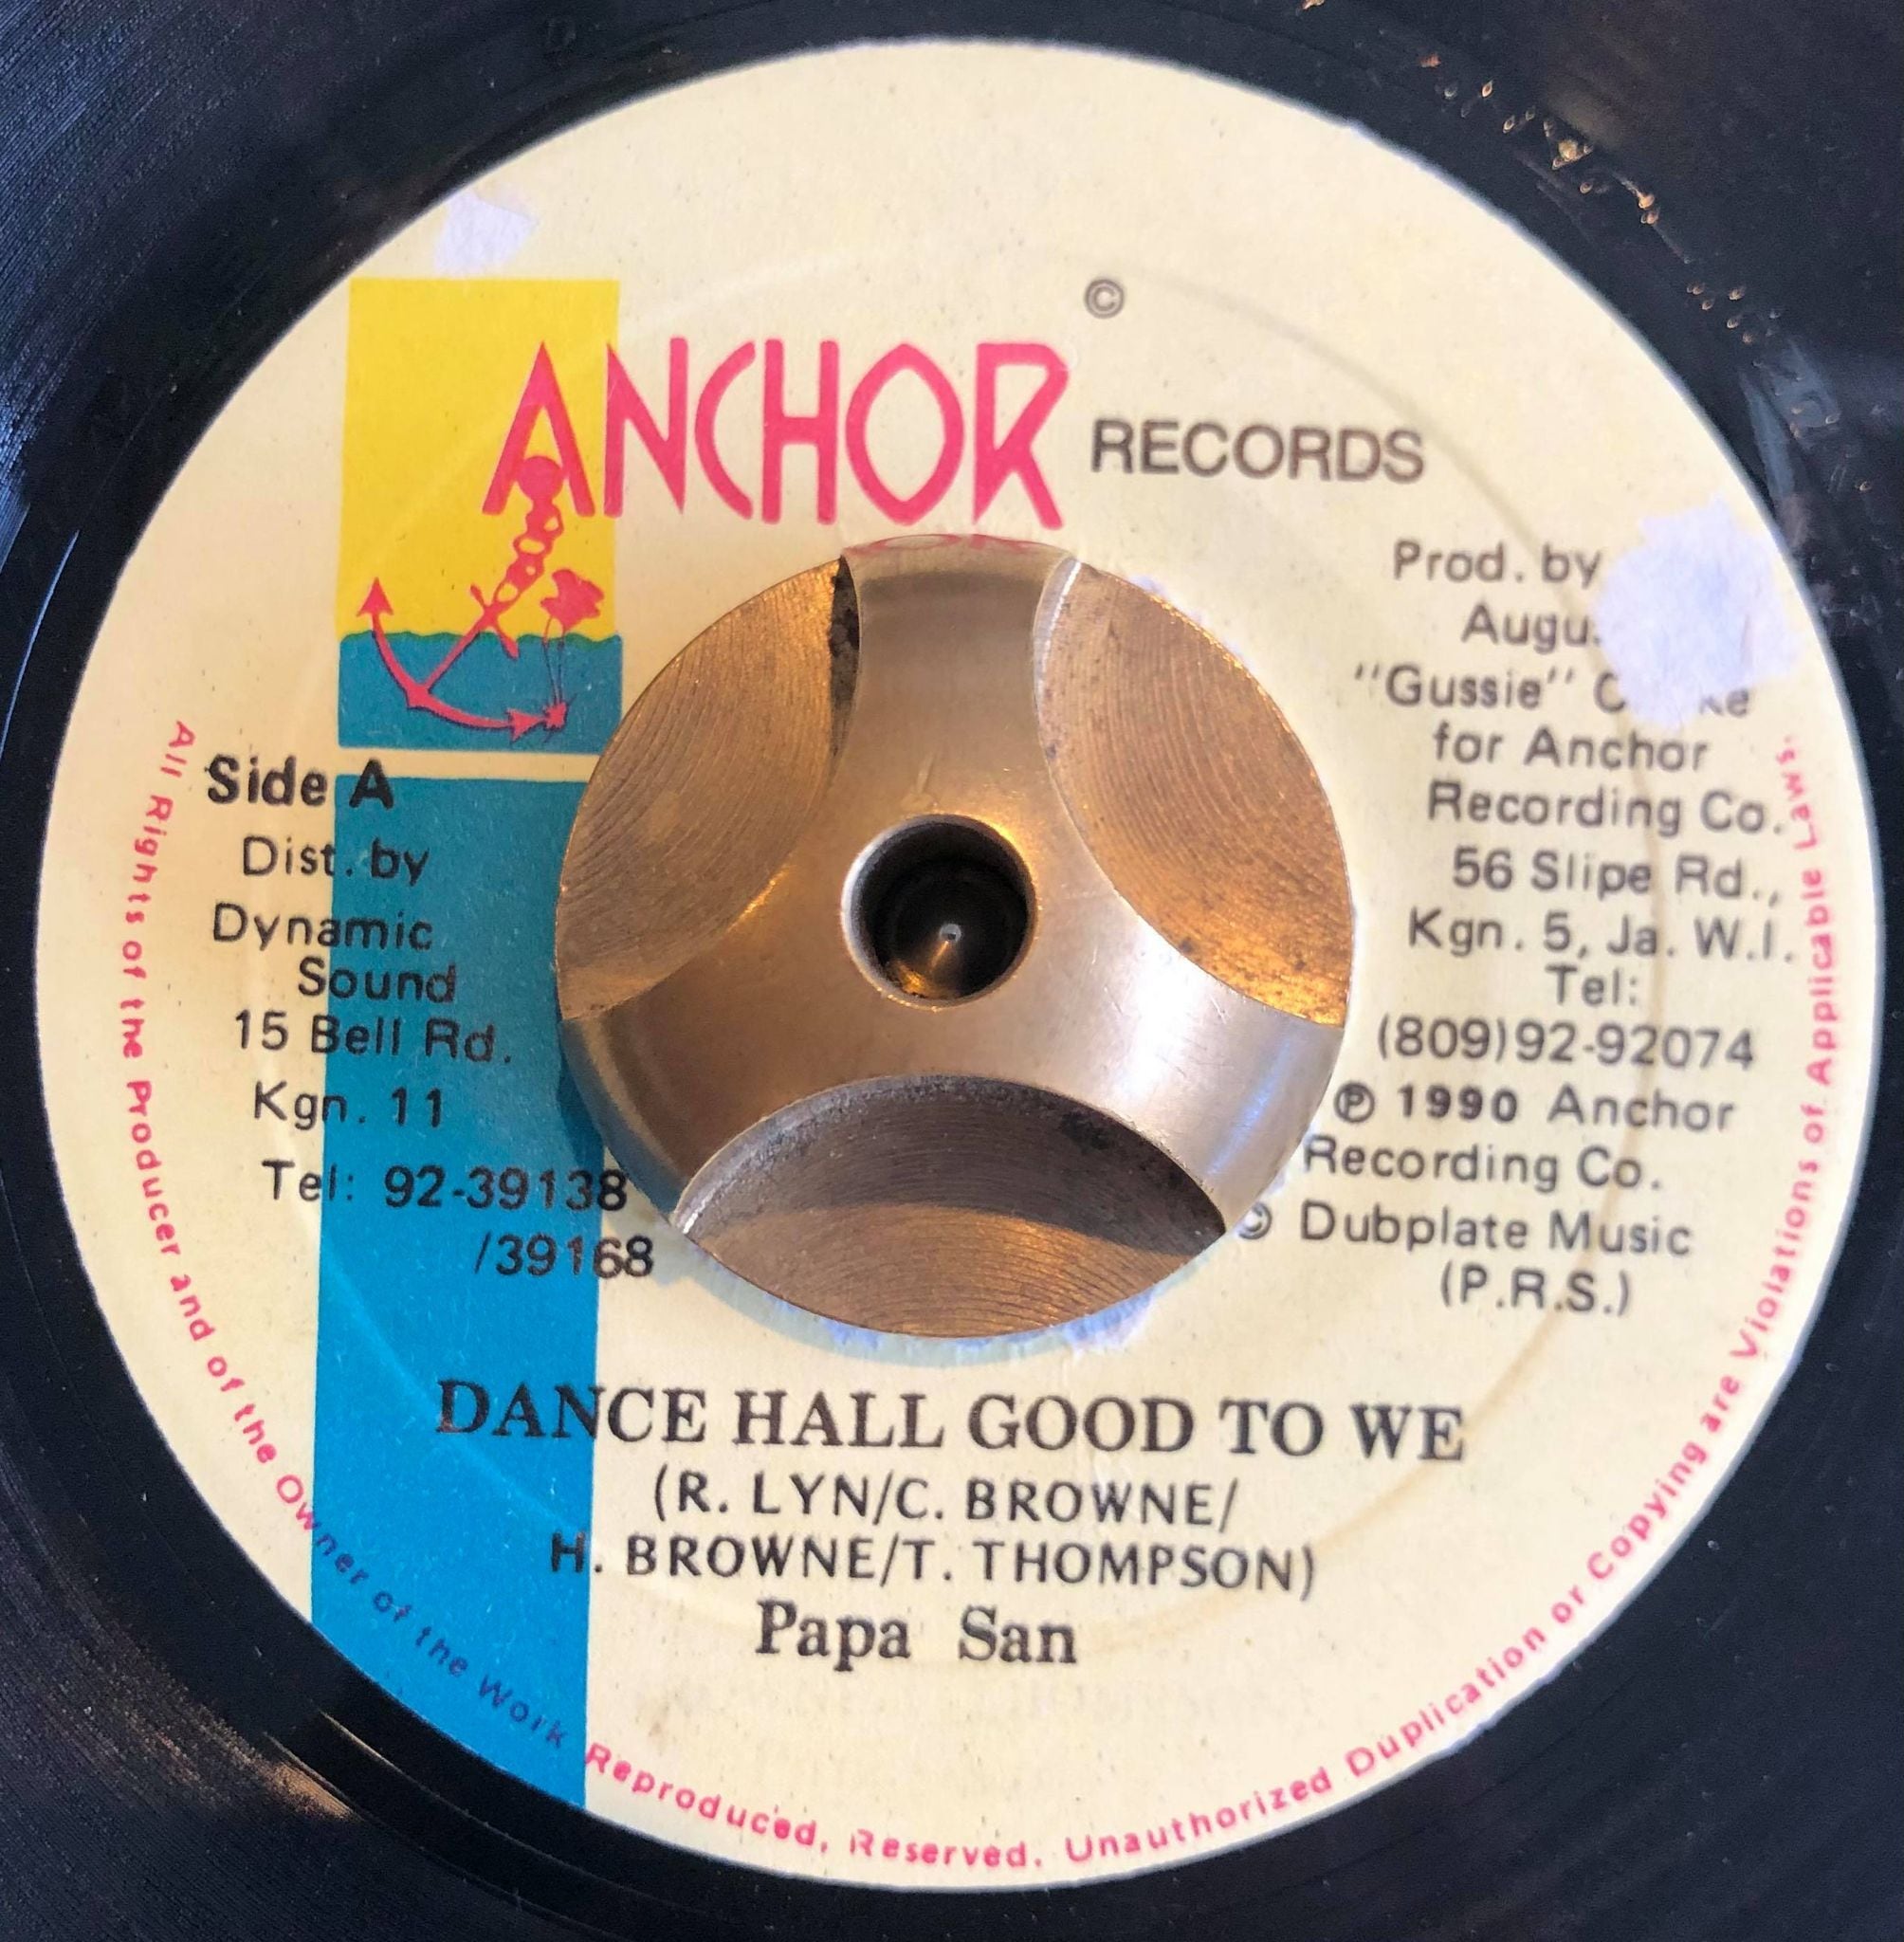 ©
ANCHOR RECORDS
Prod. by
"Gussie"
for Anchor
Recording Co.
56 Slipe Rd.,
Kgn. 5, Ja. W.I.
Tel:
(809)92-92074
℗ 1990 Anchor
Recording Co.
© Dubplate Music
(P.R.S.)
Side A
Dist. by
Dynamic
Sound
15 Bell Rd.
Kgn. 11
Tel: 92-39138
/39168
DANCE HALL GOOD TO WE
(R. LYN/C. BROWNE/
H. BROWNE/T. THOMPSON)
Papa San
All Rights of the Producer and of the Owner of the Work Reproduced, Reserved. Unauthorized Duplication or Copying are Violations of Applicable Laws.